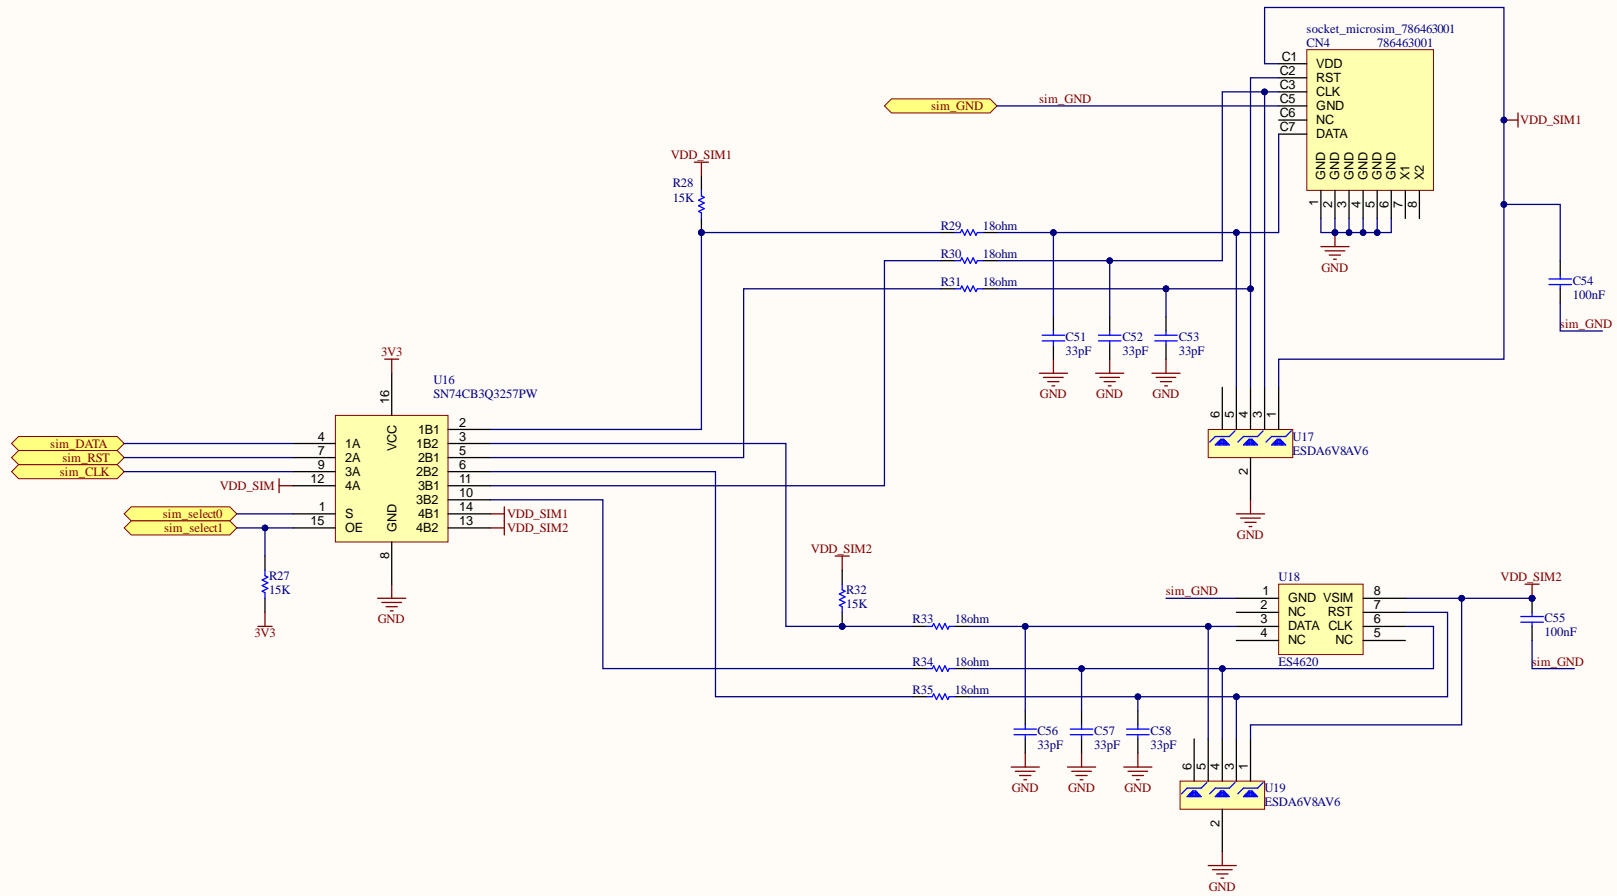 socket_microsim_786463001
CN4 786463001
C1 VDD
C2 RST
C3 CLK
C5 GND
C6 NC
C7 DATA
GND GND GND GND GND GND X1 X2
1 2 3 4 5 6 7 8
GND
sim_GND sim_GND
VDD_SIM1
C54
100nF
sim_GND
VDD_SIM1
R28
15K
R29 18ohm
R30 18ohm
R31 18ohm
C51
33pF
GND
C52
33pF
GND
C53
33pF
GND
6 5 4 3 1
U17
ESDA6V8AV6
2
GND
3V3
16
U16
SN74CB3Q3257PW
VCC
GND
sim_DATA 4 1A
sim_RST 7 2A
sim_CLK 9 3A
VDD_SIM 12 4A
sim_select0 1 S
sim_select1 15 OE
1B1 2
1B2 3
2B1 5
2B2 6
3B1 11
3B2 10
4B1 14 VDD_SIM1
4B2 13 VDD_SIM2
8
GND
R27
15K
3V3
VDD_SIM2
R32
15K
R33 18ohm
R34 18ohm
R35 18ohm
U18
sim_GND 1 GND VSIM 8
2 NC RST 7
3 DATA CLK 6
4 NC NC 5
ES4620
VDD_SIM2
C55
100nF
sim_GND
C56
33pF
GND
C57
33pF
GND
C58
33pF
GND
6 5 4 3 1
U19
ESDA6V8AV6
2
GND